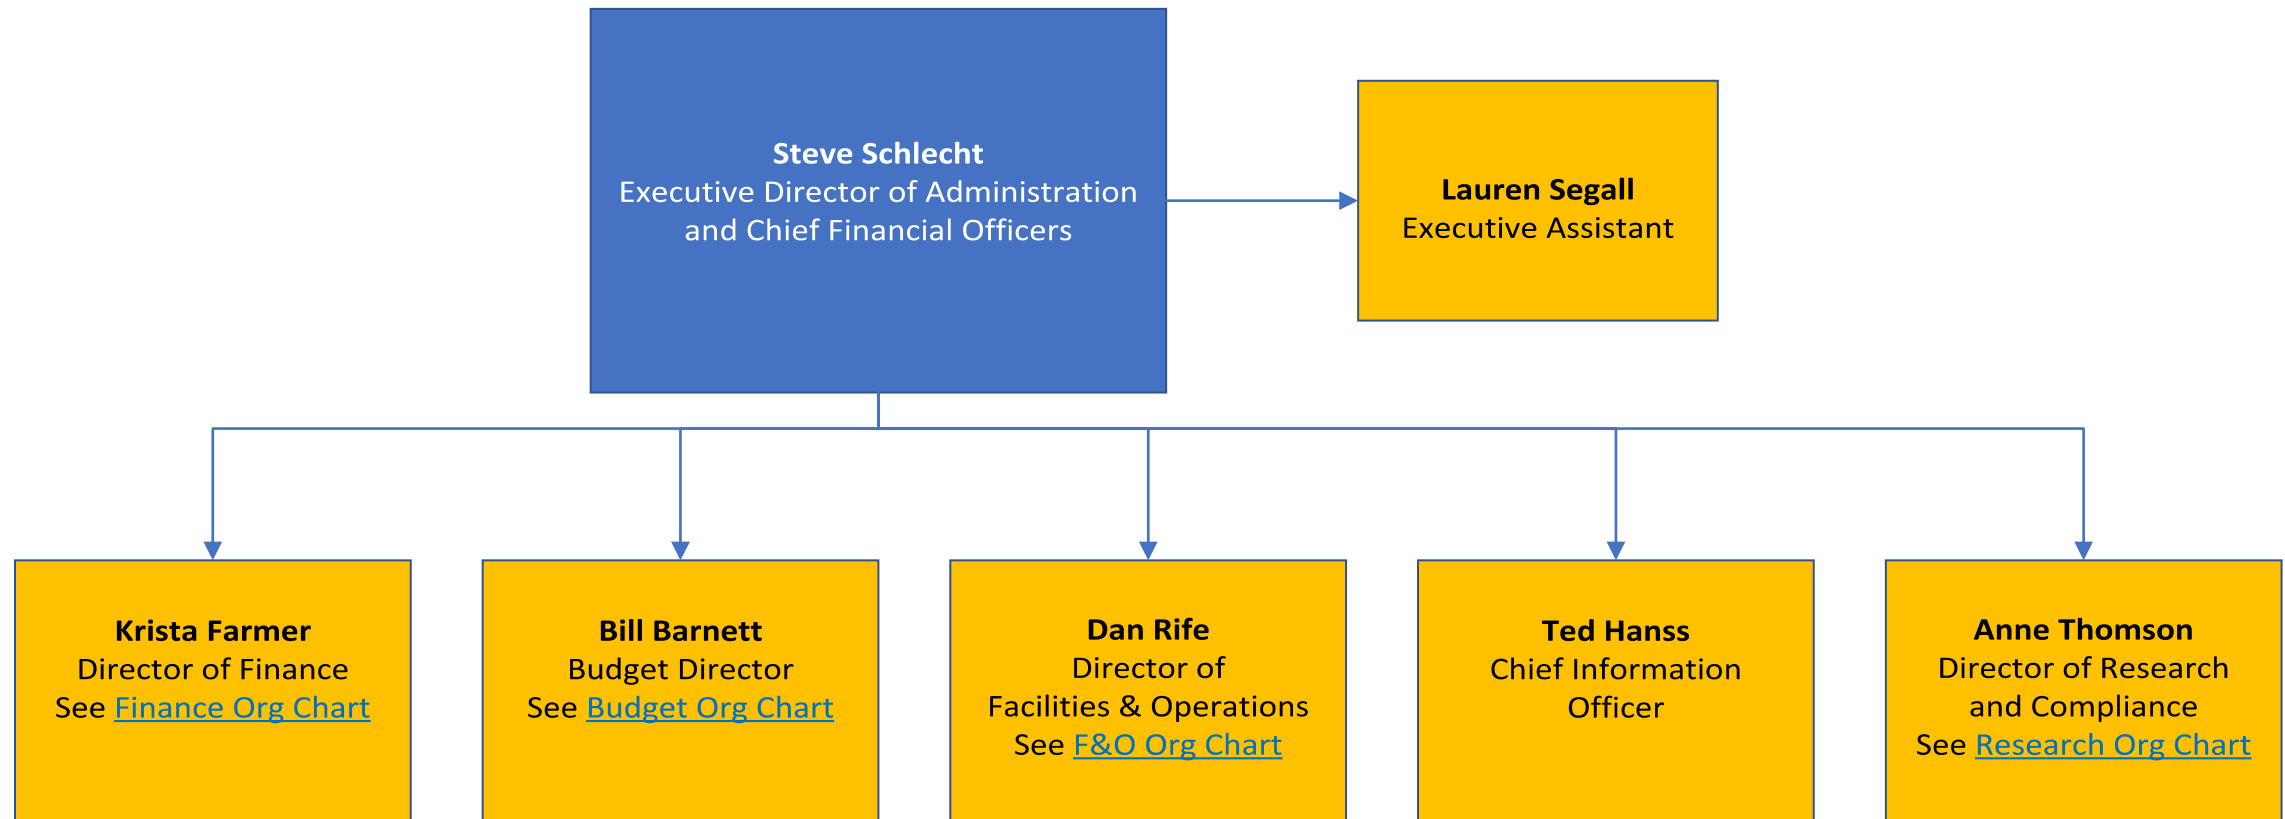 Steve Schlecht
Executive Director of Administration
and Chief Financial Officers
Lauren Segall
Executive Assistant
Krista Farmer
Director of Finance
See Finance Org Chart
Bill Barnett
Budget Director
See Budget Org Chart
Dan Rife
Director of
Facilities & Operations
See F&O Org Chart
Ted Hanss
Chief Information
Officer
Anne Thomson
Director of Research
and Compliance
See Research Org Chart